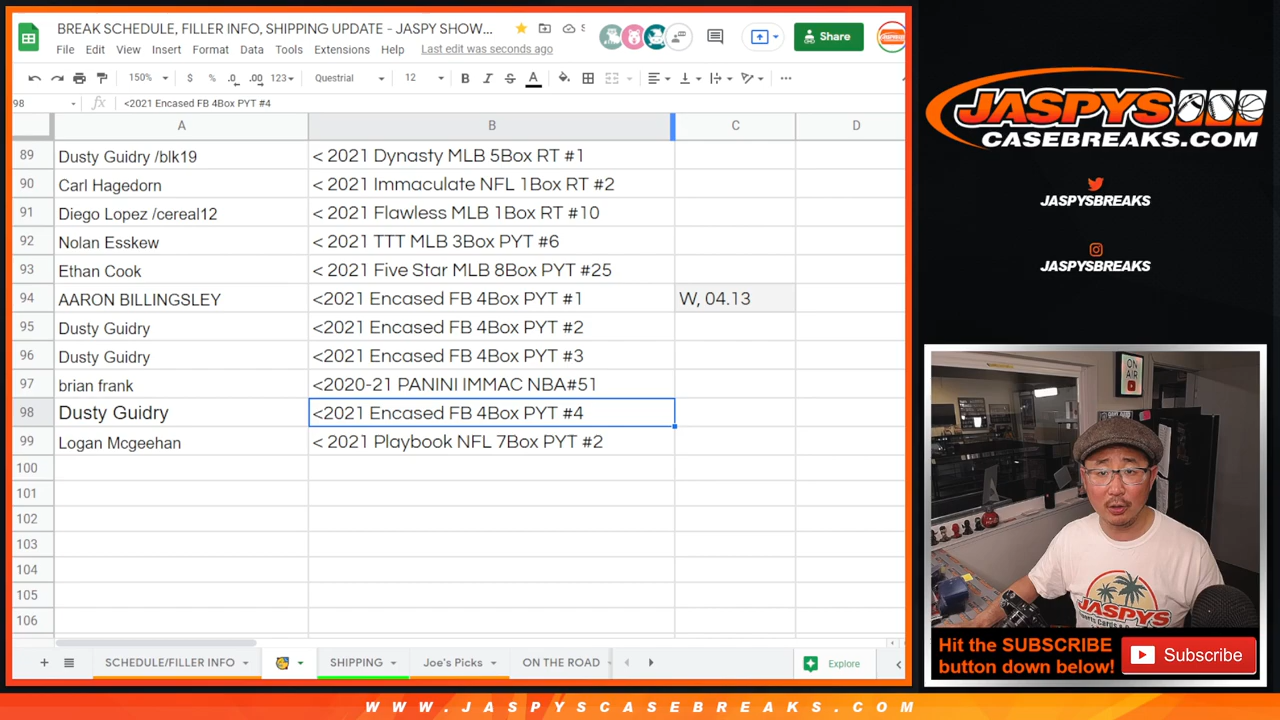 BREAK SCHEDULE, FILLER INFO, SHIPPING UPDATE - JASPY SHOW...
File Edit View Insert Format Data Tools Extensions Help Last edit was seconds ago
Share
150% $ % .0 .00 123 Questrial 12 B I S A
98 fx <2021 Encased FB 4Box PYT #4
A B C D
89 Dusty Guidry /blk19 < 2021 Dynasty MLB 5Box RT #1
90 Carl Hagedorn < 2021 Immaculate NFL 1Box RT #2
91 Diego Lopez /cereal12 < 2021 Flawless MLB 1Box RT #10
92 Nolan Esskew < 2021 TTT MLB 3Box PYT #6
93 Ethan Cook < 2021 Five Star MLB 8Box PYT #25
94 AARON BILLINGSLEY <2021 Encased FB 4Box PYT #1 W, 04.13
95 Dusty Guidry <2021 Encased FB 4Box PYT #2
96 Dusty Guidry <2021 Encased FB 4Box PYT #3
97 brian frank <2020-21 PANINI IMMAC NBA#51
98 Dusty Guidry <2021 Encased FB 4Box PYT #4
99 Logan Mcgeehan < 2021 Playbook NFL 7Box PYT #2
100
101
102
103
104
105
106
SCHEDULE/FILLER INFO SHIPPING Joe's Picks ON THE ROAD Explore
JASPYS
CASEBREAKS.COM
JASPYSBREAKS
JASPYSBREAKS
ON
AIR
JASPYS
Hit the SUBSCRIBE
button down below!
Subscribe
WWW.JASPYSCASEBREAKS.COM